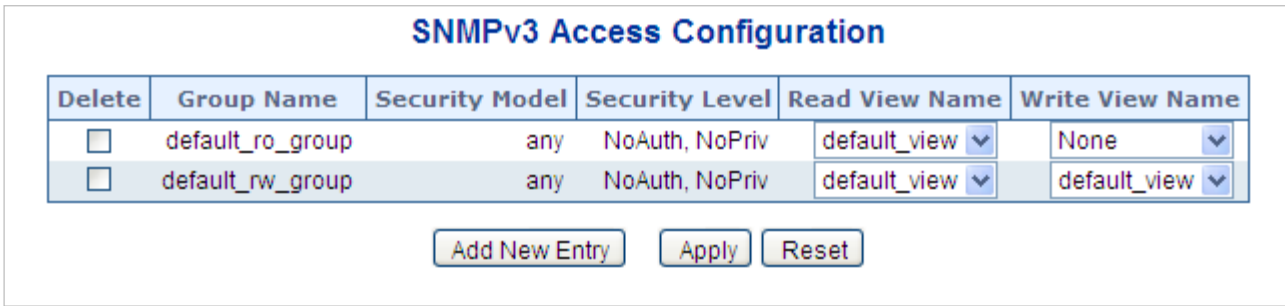 SNMPv3 Access Configuration
Delete Group Name Security Model Security Level Read View Name Write View Name
default_ro_group any NoAuth, NoPriv default_view None
default_rw_group any NoAuth, NoPriv default_view default_view
Add New Entry Apply Reset